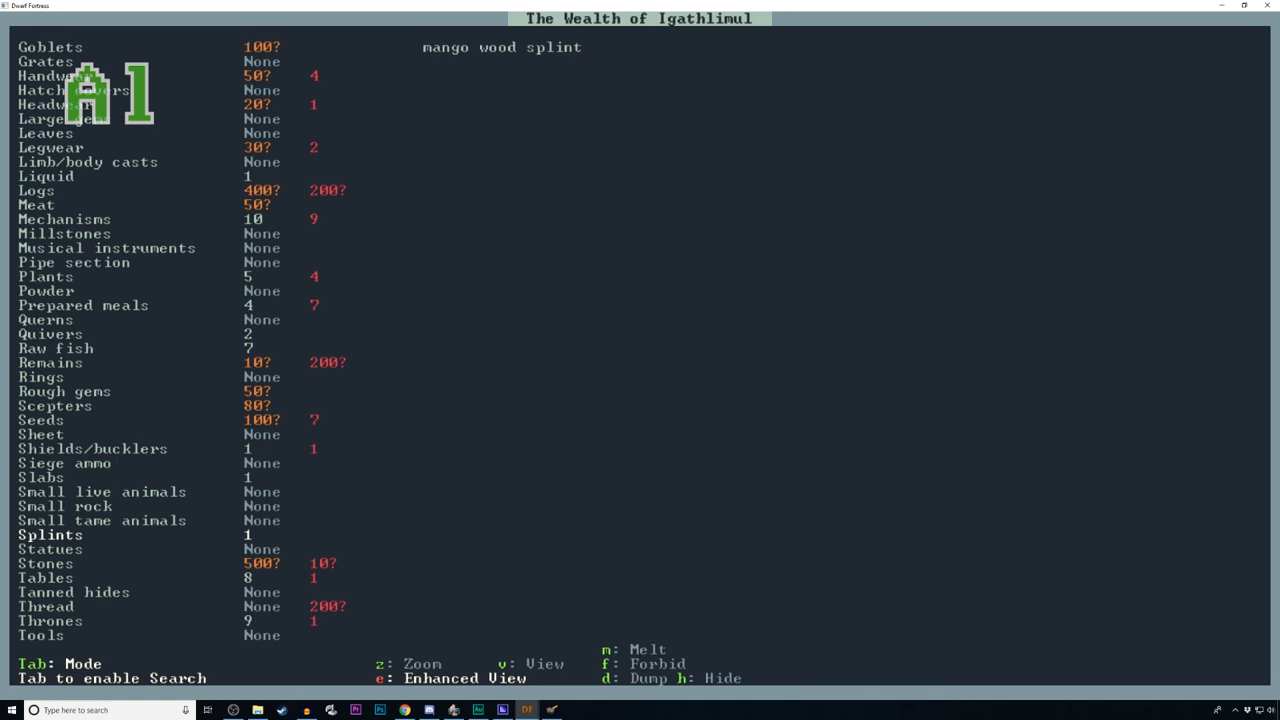 Dwarf Fortress
The Wealth of Igathlimul
Goblets 100? mango wood splint
Grates None
Handwear 50? 4
Hatch covers None
Headwear 20? 1
Large gems None
Leaves None
Legwear 30? 2
Limb/body casts None
Liquid 1
Logs 400? 200?
Meat 50?
Mechanisms 10 9
Millstones None
Musical instruments None
Pipe section None
Plants 5 4
Powder None
Prepared meals 4 7
Querns None
Quivers 2
Raw fish 7
Remains 10? 200?
Rings None
Rough gems 50?
Scepters 80?
Seeds 100? 7
Sheet None
Shields/bucklers 1 1
Siege ammo None
Slabs 1
Small live animals None
Small rock None
Small tame animals None
Splints 1
Statues None
Stones 500? 10?
Tables 8 1
Tanned hides None
Thread None 200?
Thrones 9 1
Tools None
Al
m: Melt
Tab: Mode z: Zoom v: View f: Forbid
Tab to enable Search e: Enhanced View d: Dump h: Hide
Type here to search